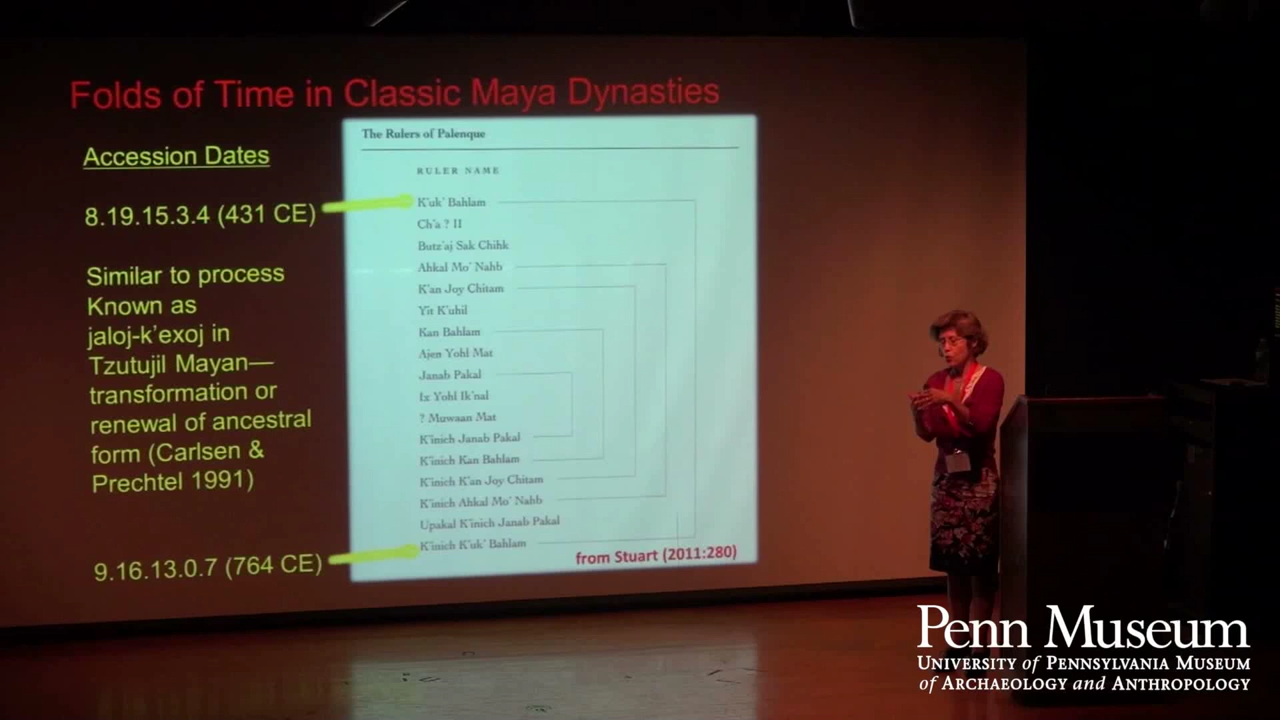 Folds of Time in Classic Maya Dynasties
Accession Dates
8.19.15.3.4 (431 CE)
Similar to process
Known as
jaloj-k'exoj in
Tzutujil Mayan—
transformation or
renewal of ancestral
form (Carlsen &
Prechtel 1991)
9.16.13.0.7 (764 CE)
The Rulers of Palenque
RULER NAME
K'uk' Bahlam
Ch'a ? II
Butz'aj Sak Chihk
Ahkal Mo' Nahb
K'an Joy Chitam
Yit K'uhil
Kan Bahlam
Ajen Yohl Mat
Janab Pakal
Ix Yohl Ik'nal
? Muwaan Mat
K'inich Janab Pakal
K'inich Kan Bahlam
K'inich K'an Joy Chitam
K'inich Ahkal Mo' Nahb
Upakal K'inich Janab Pakal
K'inich K'uk' Bahlam
from Stuart (2011:280)
Penn Museum
UNIVERSITY of PENNSYLVANIA MUSEUM
of ARCHAEOLOGY and ANTHROPOLOGY